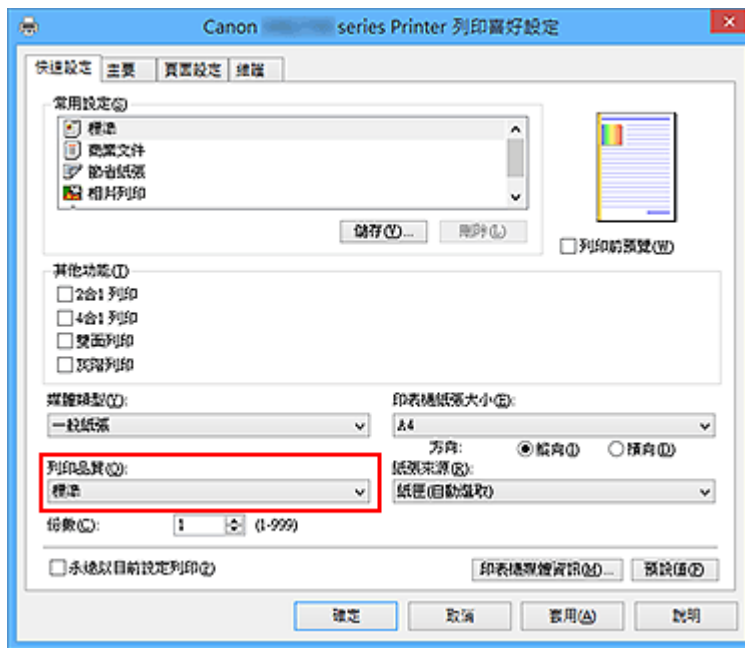 Canon series Printer 列印喜好設定
快速設定 主要 頁面設定 維護
常用設定(S)
標準
商業文件
節省紙張
相片列印
儲存(V)... 刪除(L)
列印前預覽(W)
其他功能(T)
2合1 列印
4合1 列印
雙面列印
灰階列印
媒體類型(Y): 印表機紙張大小(E):
一般紙張 A4
方向: 縱向(I) 橫向(D)
列印品質(Q): 紙張來源(R):
標準 紙匣(自動選取)
份數(C): 1 (1-999)
永遠以目前設定列印(2)
印表機媒體資訊(M)... 預設值(F)
確定 取消 套用(A) 說明